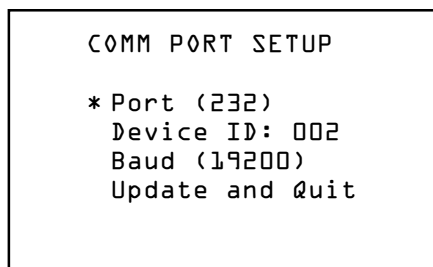 COMM PORT SETUP
* Port (232)
Device ID: 002
Baud (19200)
Update and Quit